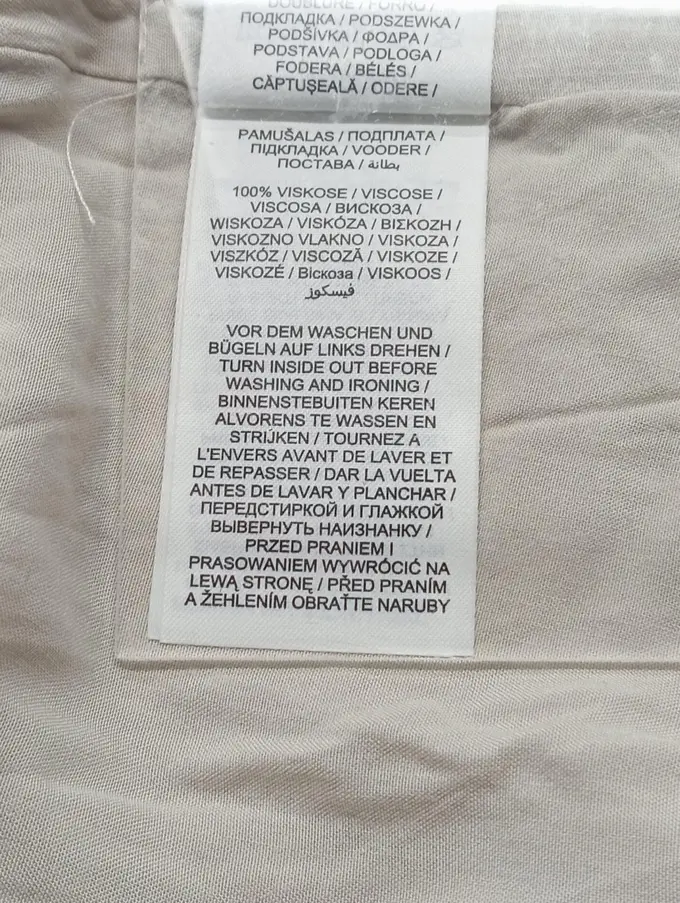 DOUBLURE / FORRO /
ПОДКЛАДКА / PODSZEWKA /
PODŠÍVKA / ΦΟΔΡΑ /
PODSTAVA / PODLOGA /
FODERA / BÉLÉS /
CĂPTUŞEALĂ / ODERE /
PAMUŠALAS / ПОДПЛАТА /
ПІДКЛАДКА / VOODER /
ПОСТАВА / بطانة
100% VISKOSE / VISCOSE /
VISCOSA / ВИСКОЗА /
WISKOZA / VISKÓZA / ΒΙΣΚΟΖΗ /
VISKOZNO VLAKNO / VISKOZA /
VISZKÓZ / VISCOZĂ / VISKOZE /
VISKOZÉ / Віскоза / VISKOOS /
فيسكوز
VOR DEM WASCHEN UND
BÜGELN AUF LINKS DREHEN /
TURN INSIDE OUT BEFORE
WASHING AND IRONING /
BINNENSTEBUITEN KEREN
ALVORENS TE WASSEN EN
STRIJKEN / TOURNEZ A
L'ENVERS AVANT DE LAVER ET
DE REPASSER / DAR LA VUELTA
ANTES DE LAVAR Y PLANCHAR /
ПЕРЕДСТИРКОЙ И ГЛАЖКОЙ
ВЫВЕРНУТЬ НАИЗНАНКУ /
PRZED PRANIEM I
PRASOWANIEM WYWRÓCIĆ NA
LEWĄ STRONĘ / PŘED PRANÍM
A ŽEHLENÍM OBRAŤTE NARUBY